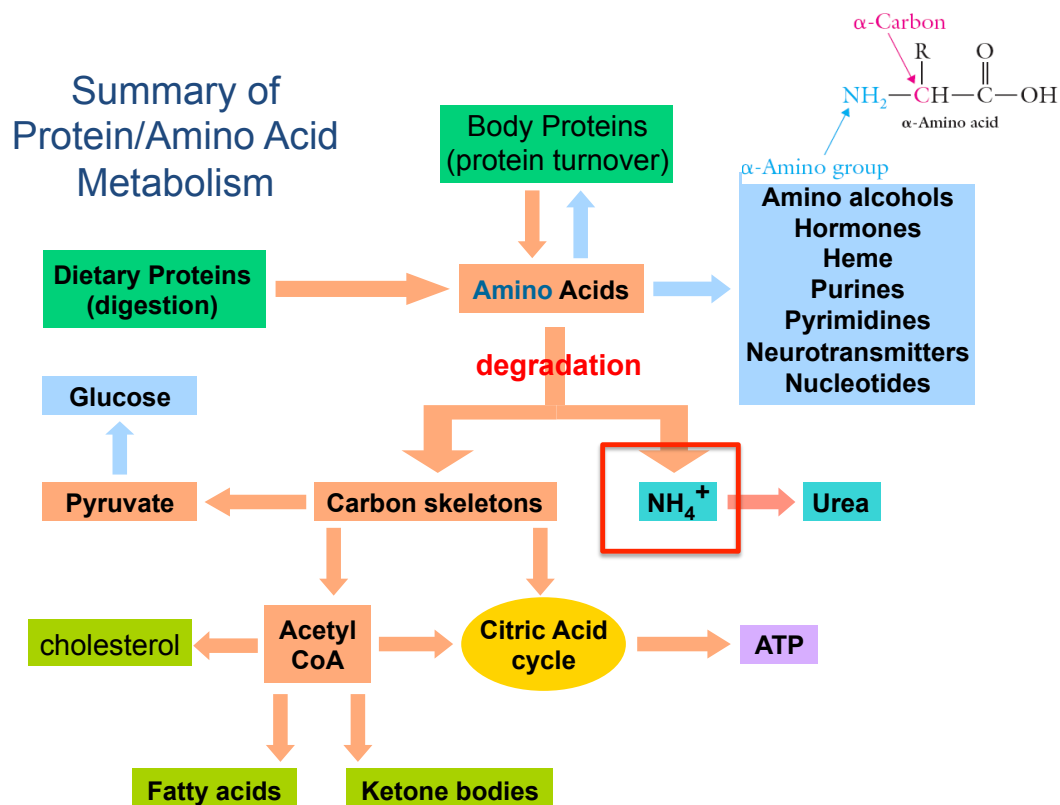 Summary of
Protein/Amino Acid
Metabolism
α-Carbon
R
O
NH₂—CH—C—OH
α-Amino acid
α-Amino group
Body Proteins
(protein turnover)
Amino alcohols
Hormones
Heme
Purines
Pyrimidines
Neurotransmitters
Nucleotides
Dietary Proteins
(digestion)
Amino Acids
degradation
Glucose
Pyruvate
Carbon skeletons
NH₄⁺
Urea
cholesterol
Acetyl
CoA
Citric Acid
cycle
ATP
Fatty acids
Ketone bodies